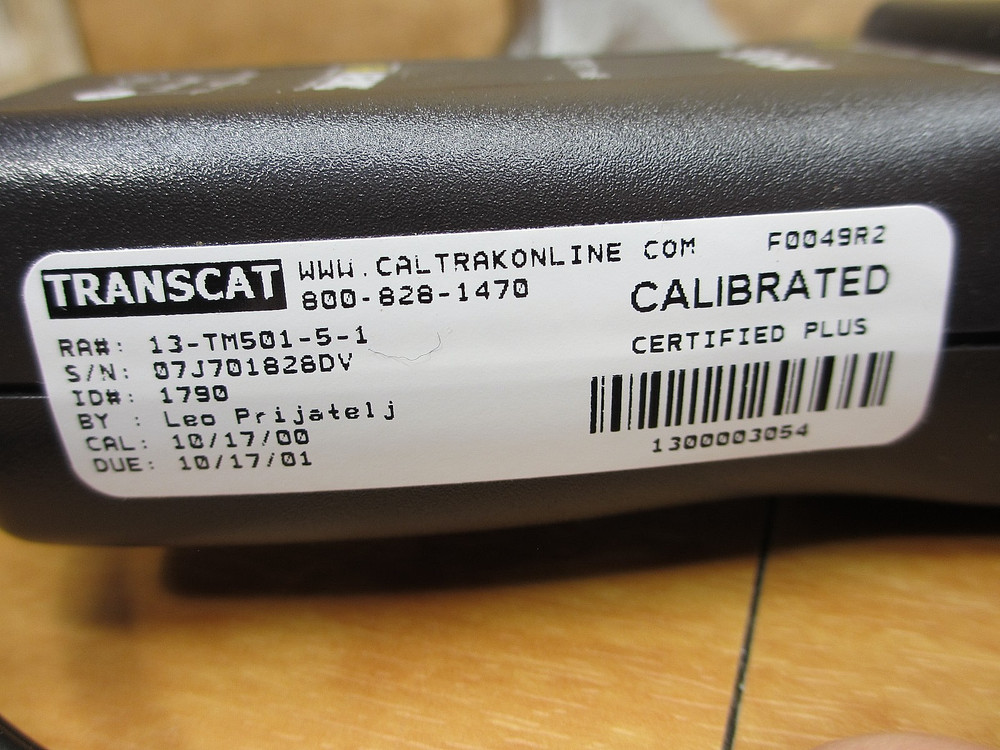 TRANSCAT
WWW.CALTRAKONLINE COM
800-828-1470
F0049R2
CALIBRATED
CERTIFIED PLUS
RA#: 13-TM501-5-1
S/N: 07J701828DV
ID#: 1790
BY : Leo Prijatelj
CAL: 10/17/00
DUE: 10/17/01
1300003054